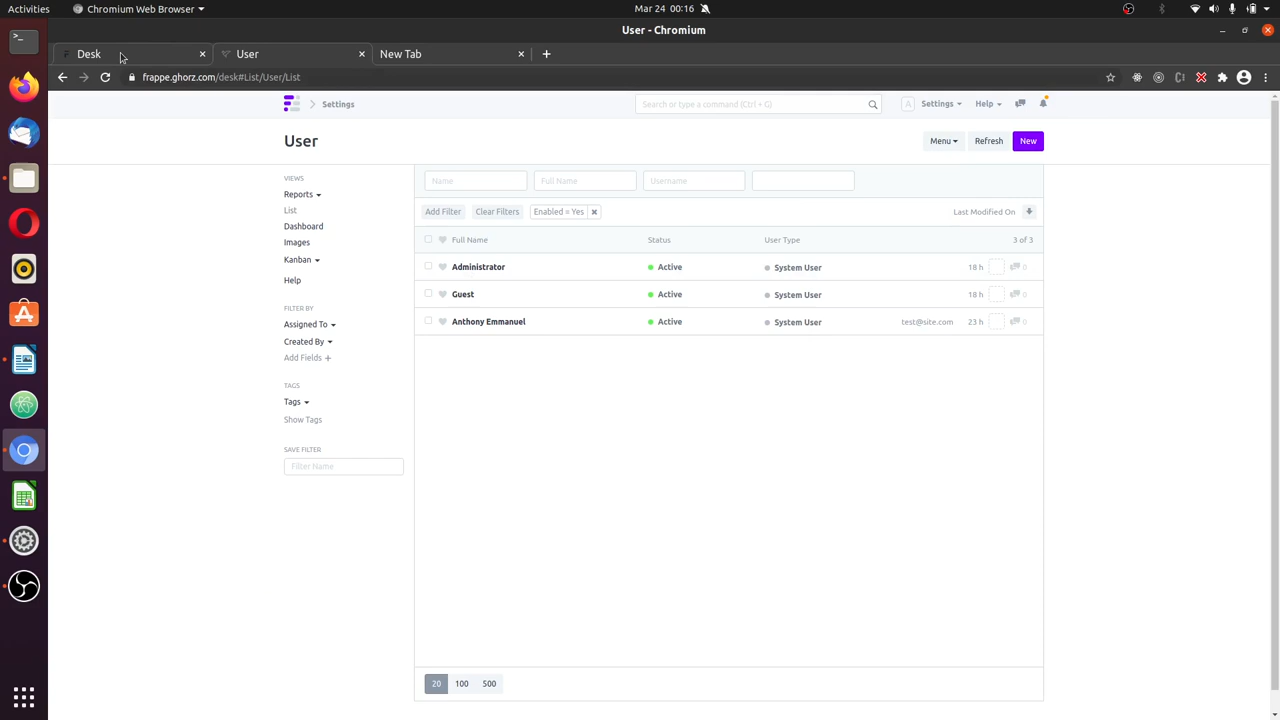 Activities Chromium Web Browser Mar 24 00:16
User - Chromium
Desk User New Tab
frappe.ghorz.com/desk#List/User/List
Settings Search or type a command (Ctrl + G) A Settings Help
User Menu Refresh New
VIEWS
Reports
List
Dashboard
Images
Kanban
Help
FILTER BY
Assigned To
Created By
Add Fields
TAGS
Tags
Show Tags
SAVE FILTER
Filter Name
Name Full Name Username
Add Filter Clear Filters Enabled = Yes Last Modified On
Full Name Status User Type 3 of 3
Administrator Active System User 18 h 0
Guest Active System User 18 h 0
Anthony Emmanuel Active System User test@site.com 23 h 0
20 100 500